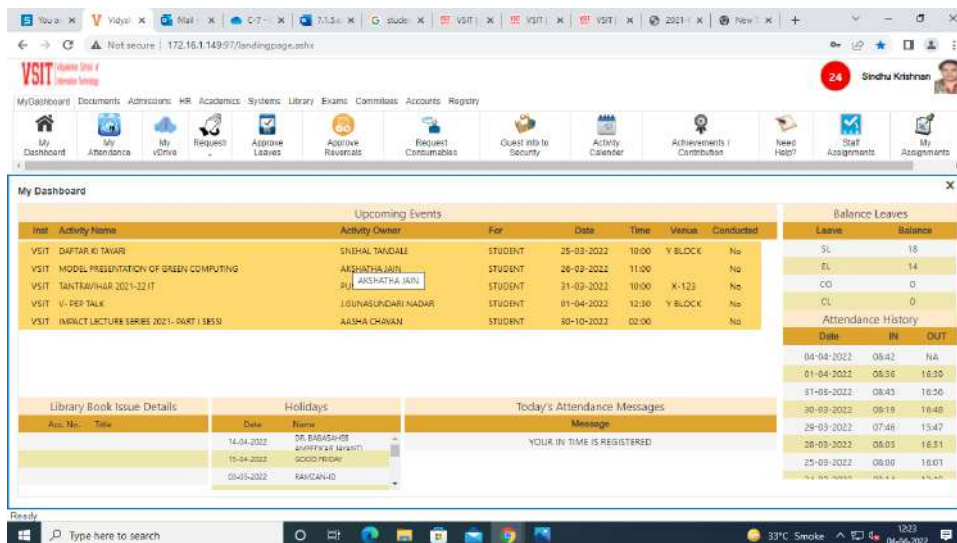 You a
Vidyal
Mail -
C-7 -
7.1.5.
stude
VSIT
VSIT
VSIT
2021-
New T
Not secure | 172.16.1.149:97/landingpage.ashx
VSIT
24 Sindhu Krishnan
MyDashboard Documents Admissions HR Academics Systems Library Exams Committees Accounts Registry
My Dashboard
My Attendance
My vDrive
Request
Approve Leaves
Approve Reversals
Request Consumables
Guest info to Security
Activity Calender
Achievements / Contribution
Need Help?
Staff Assignments
My Assignments
My Dashboard
Upcoming Events
Inst Activity Name Activity Owner For Date Time Venue Conducted
VSIT DAFTAR KI TAYARI SNEHAL TANDALE STUDENT 25-03-2022 10:00 Y BLOCK No
VSIT MODEL PRESENTATION OF GREEN COMPUTING AKSHATHA JAIN STUDENT 26-03-2022 11:00 No
AKSHATHA JAIN
VSIT TANTRAVIHAR 2021-22 IT STUDENT 31-03-2022 10:00 X-123 No
VSIT V- PEP TALK J.GUNASUNDARI NADAR STUDENT 01-04-2022 12:30 Y BLOCK No
VSIT IMPACT LECTURE SERIES 2021- PART I SESSI AASHA CHAVAN STUDENT 30-10-2022 02:00 No
Balance Leaves
Leave Balance
SL 18
EL 14
CO 0
CL 0
Attendance History
Date IN OUT
04-04-2022 08:42 NA
01-04-2022 08:36 16:39
31-03-2022 08:45 16:56
30-03-2022 08:19 16:48
29-03-2022 07:46 15:47
28-03-2022 08:03 16:31
25-03-2022 08:00 16:01
Library Book Issue Details
Acc. No. Title
Holidays
Date Name
14-04-2022 DR. BABASAHEB AMBEDKAR JAYANTI
15-04-2022 GOOD FRIDAY
03-05-2022 RAMZAN-ID
Today's Attendance Messages
Message
YOUR IN TIME IS REGISTERED
Ready
Type here to search
33°C Smoke
12:23
04-04-2022